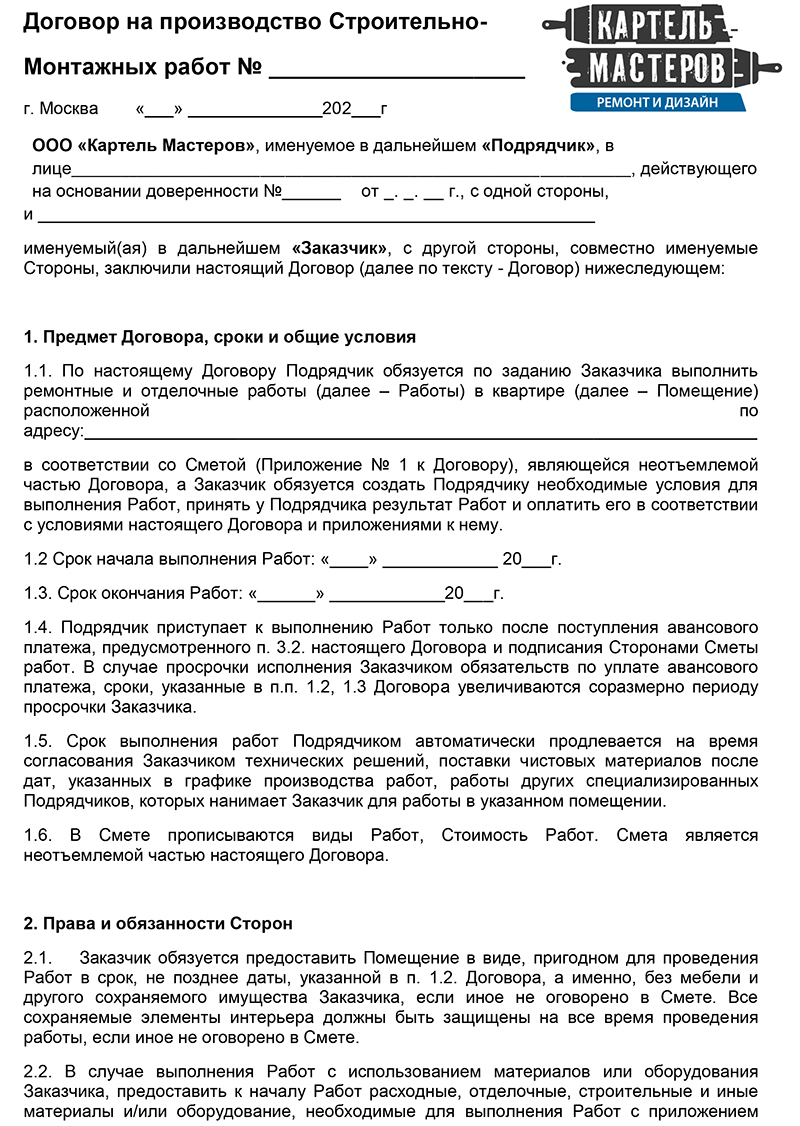 Договор на производство Строительно-
Монтажных работ № ___________________
КАРТЕЛЬ
МАСТЕРОВ
РЕМОНТ И ДИЗАЙН
г. Москва «___» ______________202___г
ООО «Картель Мастеров», именуемое в дальнейшем «Подрядчик», в
лице__________________________________________________________, действующего
на основании доверенности №______ от _. _. __ г., с одной стороны,
и __________________________________________________________
именуемый(ая) в дальнейшем «Заказчик», с другой стороны, совместно именуемые
Стороны, заключили настоящий Договор (далее по тексту - Договор) нижеследующем:
1. Предмет Договора, сроки и общие условия
1.1. По настоящему Договору Подрядчик обязуется по заданию Заказчика выполнить
ремонтные и отделочные работы (далее – Работы) в квартире (далее – Помещение)
расположенной по
адресу:______________________________________________________________________
в соответствии со Сметой (Приложение № 1 к Договору), являющейся неотъемлемой
частью Договора, а Заказчик обязуется создать Подрядчику необходимые условия для
выполнения Работ, принять у Подрядчика результат Работ и оплатить его в соответствии
с условиями настоящего Договора и приложениями к нему.
1.2 Срок начала выполнения Работ: «____» ____________ 20___г.
1.3. Срок окончания Работ: «______» ____________20___г.
1.4. Подрядчик приступает к выполнению Работ только после поступления авансового
платежа, предусмотренного п. 3.2. настоящего Договора и подписания Сторонами Сметы
работ. В случае просрочки исполнения Заказчиком обязательств по уплате авансового
платежа, сроки, указанные в п.п. 1.2, 1.3 Договора увеличиваются соразмерно периоду
просрочки Заказчика.
1.5. Срок выполнения работ Подрядчиком автоматически продлевается на время
согласования Заказчиком технических решений, поставки чистовых материалов после
дат, указанных в графике производства работ, работы других специализированных
Подрядчиков, которых нанимает Заказчик для работы в указанном помещении.
1.6. В Смете прописываются виды Работ, Стоимость Работ. Смета является
неотъемлемой частью настоящего Договора.
2. Права и обязанности Сторон
2.1. Заказчик обязуется предоставить Помещение в виде, пригодном для проведения
Работ в срок, не позднее даты, указанной в п. 1.2. Договора, а именно, без мебели и
другого сохраняемого имущества Заказчика, если иное не оговорено в Смете. Все
сохраняемые элементы интерьера должны быть защищены на все время проведения
работы, если иное не оговорено в Смете.
2.2. В случае выполнения Работ с использованием материалов или оборудования
Заказчика, предоставить к началу Работ расходные, отделочные, строительные и иные
материалы и/или оборудование, необходимые для выполнения Работ с приложением